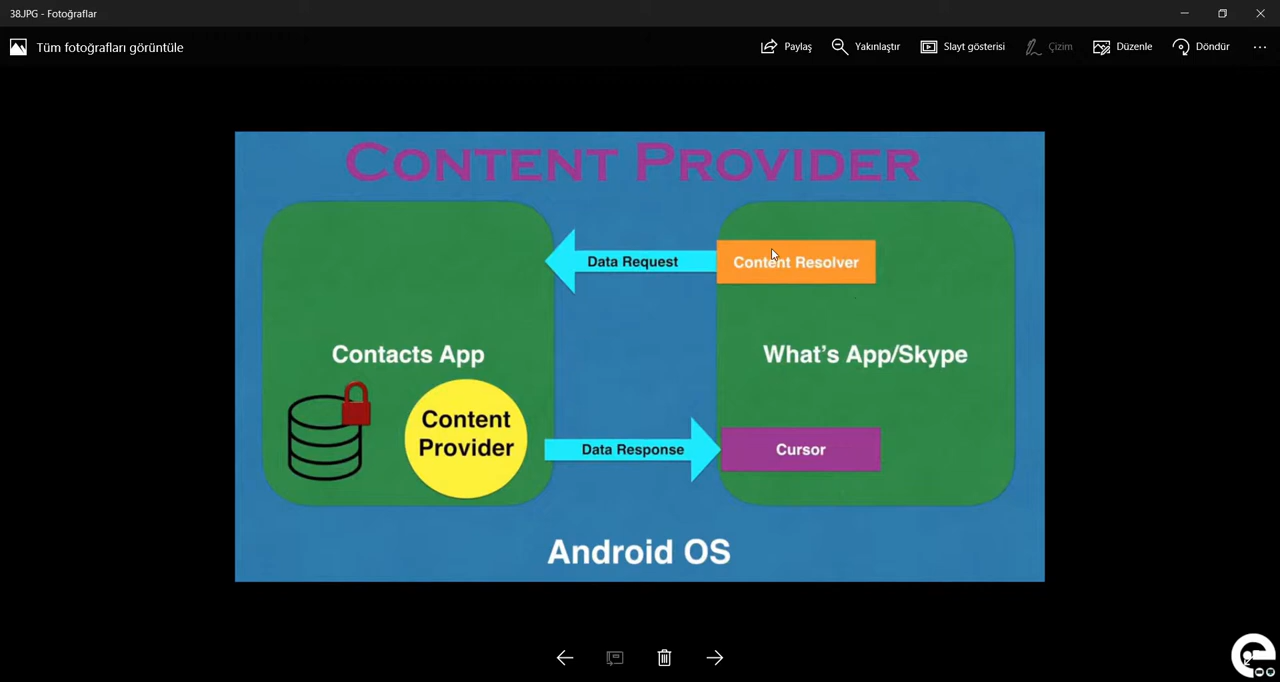 38.JPG - Fotoğraflar
Tüm fotoğrafları görüntüle
Paylaş
Yakınlaştır
Slayt gösterisi
Çizim
Düzenle
Döndür
CONTENT PROVIDER
Data Request
Content Resolver
Contacts App
What's App/Skype
Content
Provider
Data Response
Cursor
Android OS